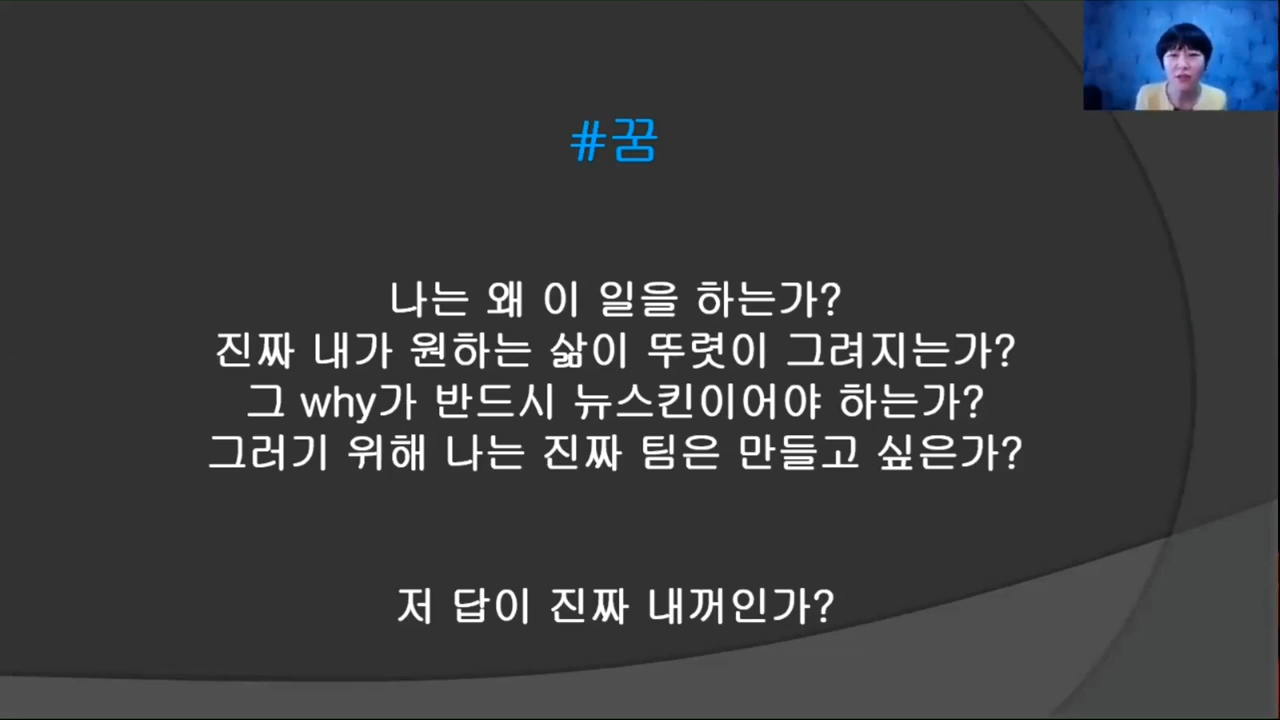 #꿈
나는 왜 이 일을 하는가?
진짜 내가 원하는 삶이 뚜렷이 그려지는가?
그 why가 반드시 뉴스킨이어야 하는가?
그러기 위해 나는 진짜 팀은 만들고 싶은가?
저 답이 진짜 내꺼인가?